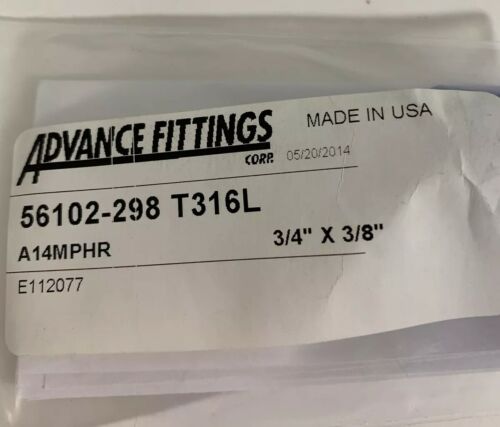 ADVANCE FITTINGS
CORP.
MADE IN USA
05/20/2014
56102-298 T316L
A14MPHR
3/4" X 3/8"
E112077